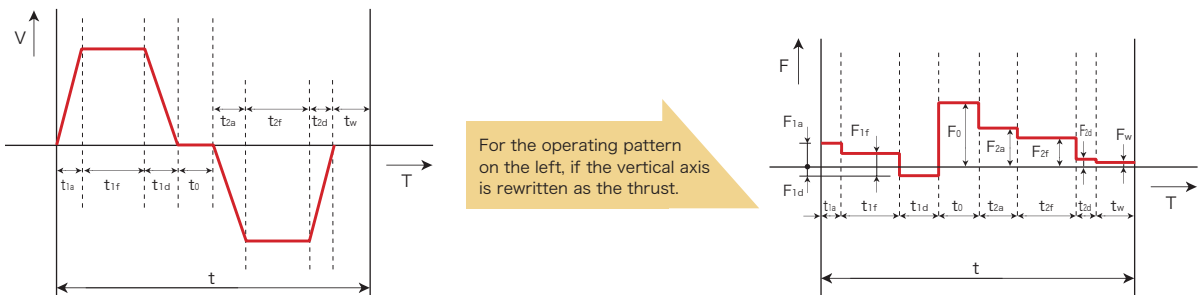 V
t2a
t2f
t2d
tw
T
t1a
t1f
t1d
t0
t
For the operating pattern
on the left, if the vertical axis
is rewritten as the thrust.
F
F1a
F1f
F0
F2a
F2f
F2d
Fw
F1d
T
t1a
t1f
t1d
t0
t2a
t2f
t2d
tw
t